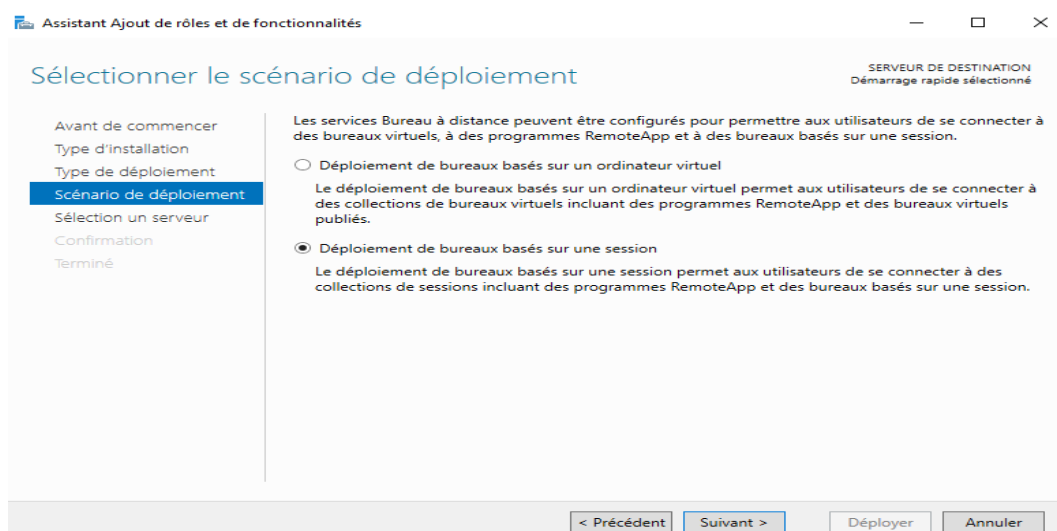 Assistant Ajout de rôles et de fonctionnalités
Sélectionner le scénario de déploiement
SERVEUR DE DESTINATION
Démarrage rapide sélectionné
Avant de commencer
Type d'installation
Type de déploiement
Scénario de déploiement
Sélection un serveur
Confirmation
Terminé
Les services Bureau à distance peuvent être configurés pour permettre aux utilisateurs de se connecter à
des bureaux virtuels, à des programmes RemoteApp et à des bureaux basés sur une session.
Déploiement de bureaux basés sur un ordinateur virtuel
Le déploiement de bureaux basés sur un ordinateur virtuel permet aux utilisateurs de se connecter à
des collections de bureaux virtuels incluant des programmes RemoteApp et des bureaux virtuels
publiés.
Déploiement de bureaux basés sur une session
Le déploiement de bureaux basés sur une session permet aux utilisateurs de se connecter à des
collections de sessions incluant des programmes RemoteApp et des bureaux basés sur une session.
< Précédent
Suivant >
Déployer
Annuler